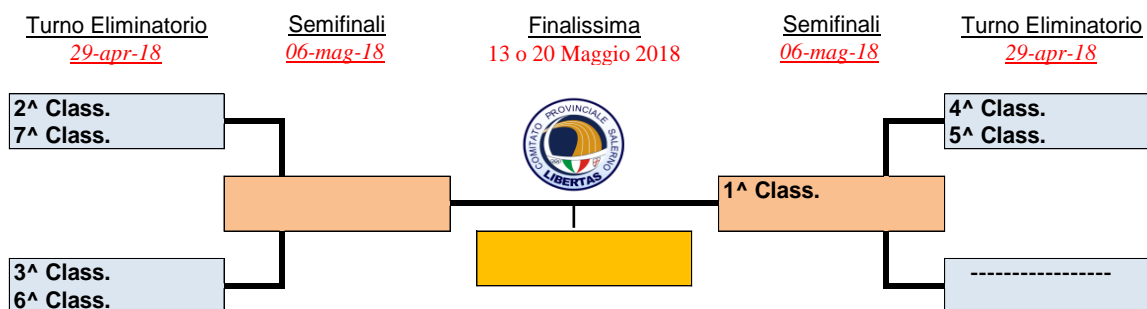 Turno Eliminatorio
29-apr-18
Semifinali
06-mag-18
Finalissima
13 o 20 Maggio 2018
Semifinali
06-mag-18
Turno Eliminatorio
29-apr-18
2^ Class.
7^ Class.
COMITATO PROVINCIALE SALERNO
LIBERTAS
4^ Class.
5^ Class.
1^ Class.
3^ Class.
6^ Class.
-----------------